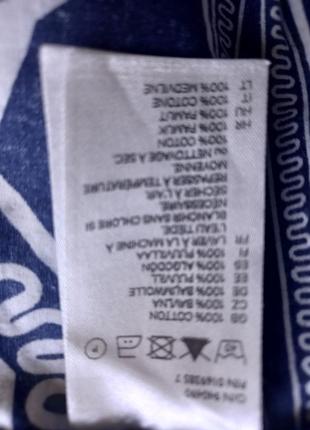 GB 100% COTTON
CZ 100% BAVLNA
DE 100% BAUMWOLLE
EE 100% PUUVILL
ES 100% ALGODÓN
FI 100% PUUVILLAA
FR LAVER À LA MACHINE À
L'EAU TIÈDE.
BLANCHIR SANS CHLORE SI
NÉCESSAIRE.
SÉCHER À L'AIR.
REPASSER À TEMPÉRATURE
MOYENNE.
ou NETTOYAGE À SEC.
100% COTON
HR 100% PAMUK
HU 100% PAMUT
IT 100% COTONE
LT 100% MEDVILNĖ